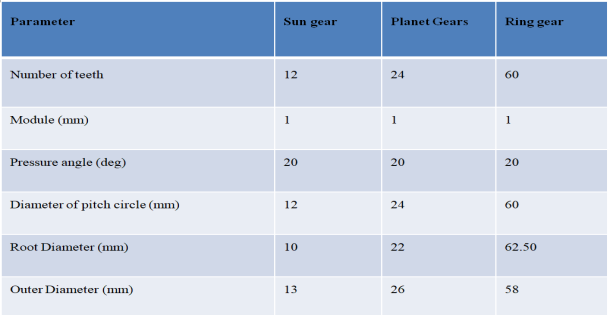 Parameter Sun gear Planet Gears Ring gear
Number of teeth 12 24 60
Module (mm) 1 1 1
Pressure angle (deg) 20 20 20
Diameter of pitch circle (mm) 12 24 60
Root Diameter (mm) 10 22 62.50
Outer Diameter (mm) 13 26 58